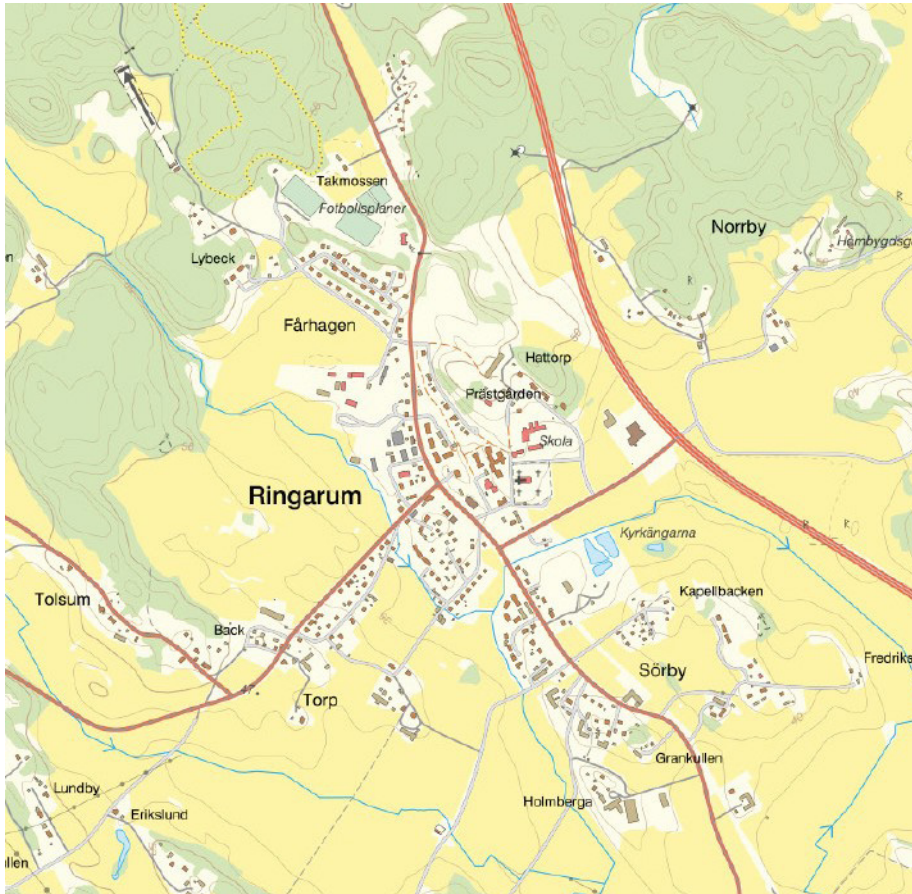 Takmossen
Fotbollsplaner
Norrby
Lybeck
Fårhagen
Hattorp
Prästgården
Skola
Ringarum
Kyrkängarna
Tolsum
Kapellbacken
Back
Sörby
Fredriks
Torp
Grankullen
Lundby
Holmberga
Erikslund
R
R
R
R
R